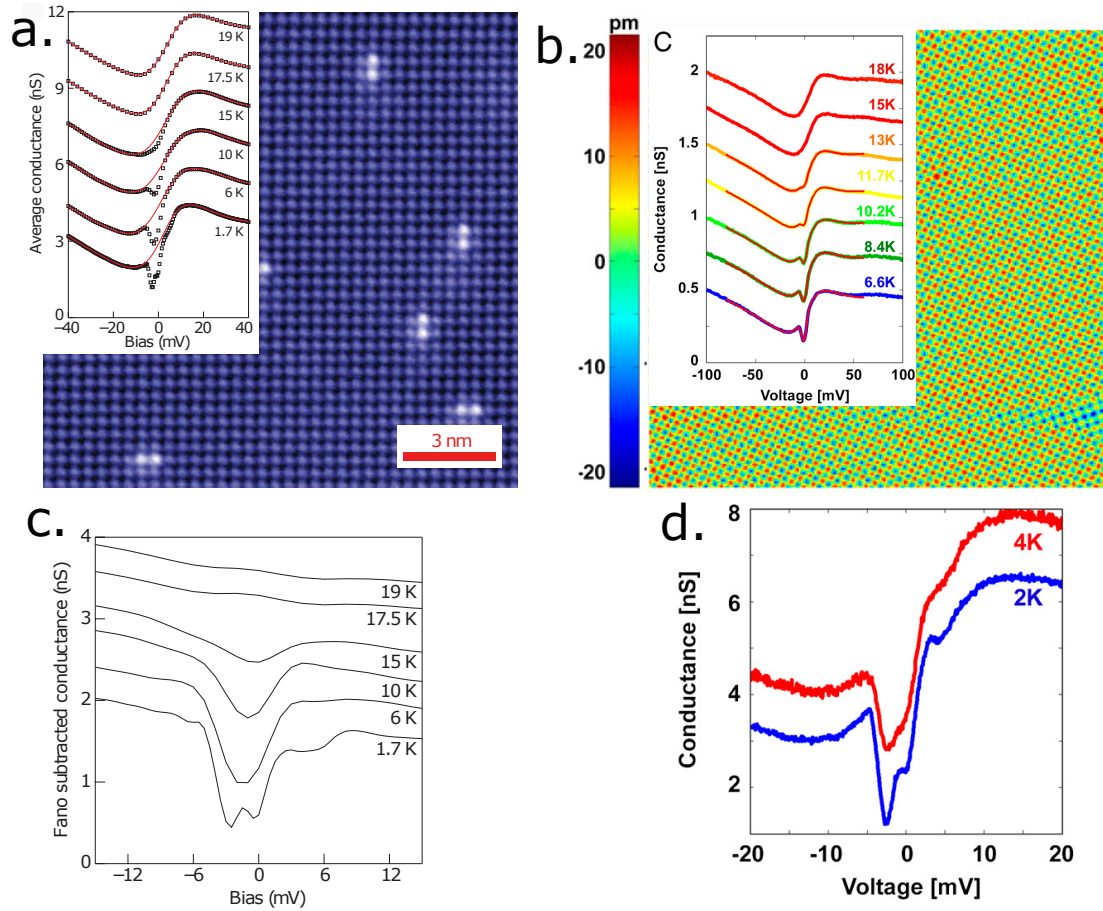 a.
Average conductance (nS)
12
9
6
3
0
19 K
17.5 K
15 K
10 K
6 K
1.7 K
−40
−20
0
20
40
Bias (mV)
3 nm
b.
pm
20
10
0
-10
-20
C
Conductance [nS]
2
1.5
1
0.5
0
18K
15K
13K
11.7K
10.2K
8.4K
6.6K
-100
-50
0
50
100
Voltage [mV]
c.
Fano subtracted conductance (nS)
4
3
2
1
0
19 K
17.5 K
15 K
10 K
6 K
1.7 K
−12
−6
0
6
12
Bias (mV)
d.
Conductance [nS]
8
6
4
2
4K
2K
-20
-10
0
10
20
Voltage [mV]